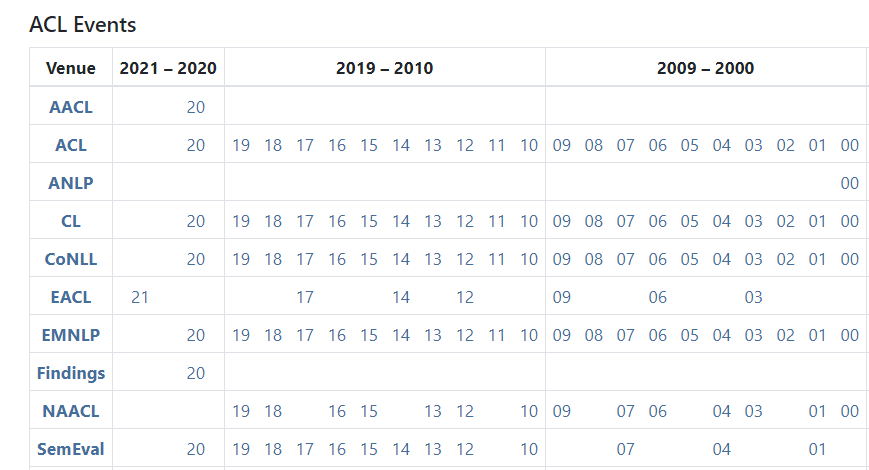 ACL Events
Venue 2021 – 2020 2019 – 2010 2009 – 2000
AACL 20
ACL 20 19 18 17 16 15 14 13 12 11 10 09 08 07 06 05 04 03 02 01 00
ANLP 00
CL 20 19 18 17 16 15 14 13 12 11 10 09 08 07 06 05 04 03 02 01 00
CoNLL 20 19 18 17 16 15 14 13 12 11 10 09 08 07 06 05 04 03 02 01 00
EACL 21 17 14 12 09 06 03
EMNLP 20 19 18 17 16 15 14 13 12 11 10 09 08 07 06 05 04 03 02 01 00
Findings 20
NAACL 19 18 16 15 13 12 10 09 07 06 04 03 01 00
SemEval 20 19 18 17 16 15 14 13 12 10 07 04 01